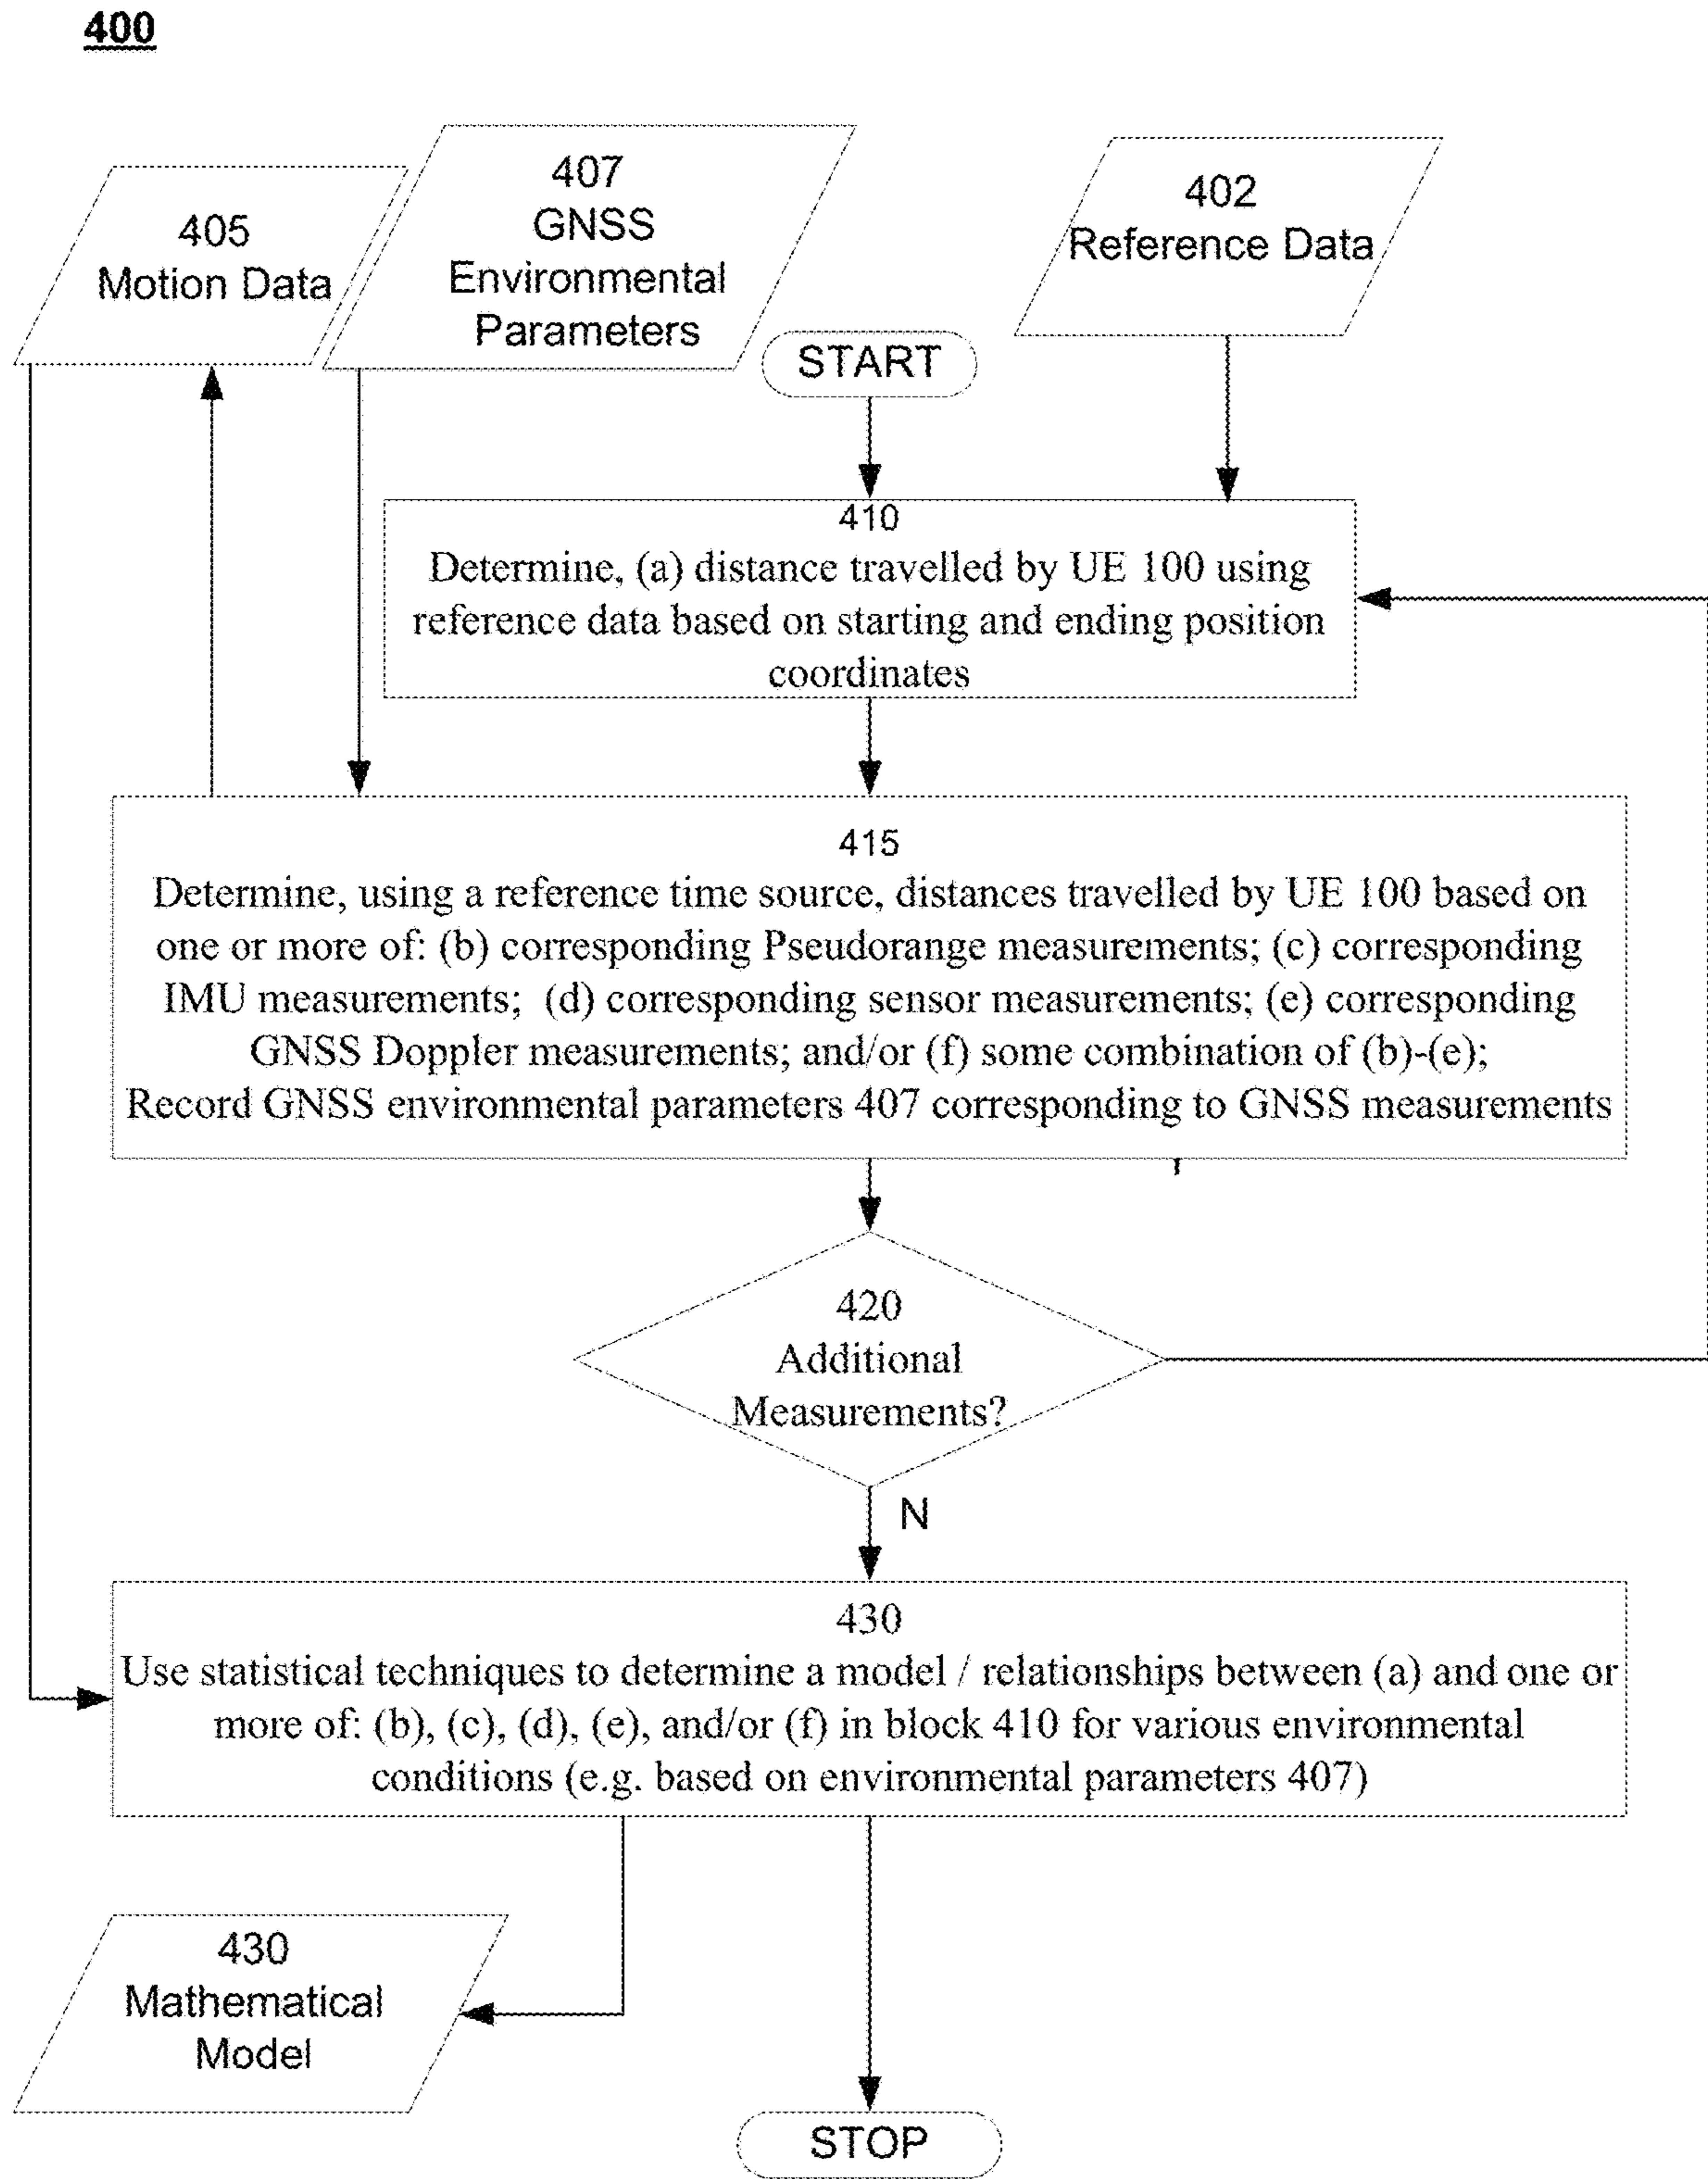 400
405
Motion Data
407
GNSS
Environmental
Parameters
402
Reference Data
START
410
Determine, (a) distance travelled by UE 100 using
reference data based on starting and ending position
coordinates
415
Determine, using a reference time source, distances travelled by UE 100 based on
one or more of: (b) corresponding Pseudorange measurements; (c) corresponding
IMU measurements; (d) corresponding sensor measurements; (e) corresponding
GNSS Doppler measurements; and/or (f) some combination of (b)-(e);
Record GNSS environmental parameters 407 corresponding to GNSS measurements
420
Additional
Measurements?
N
430
Use statistical techniques to determine a model / relationships between (a) and one or
more of: (b), (c), (d), (e), and/or (f) in block 410 for various environmental
conditions (e.g. based on environmental parameters 407)
430
Mathematical
Model
STOP